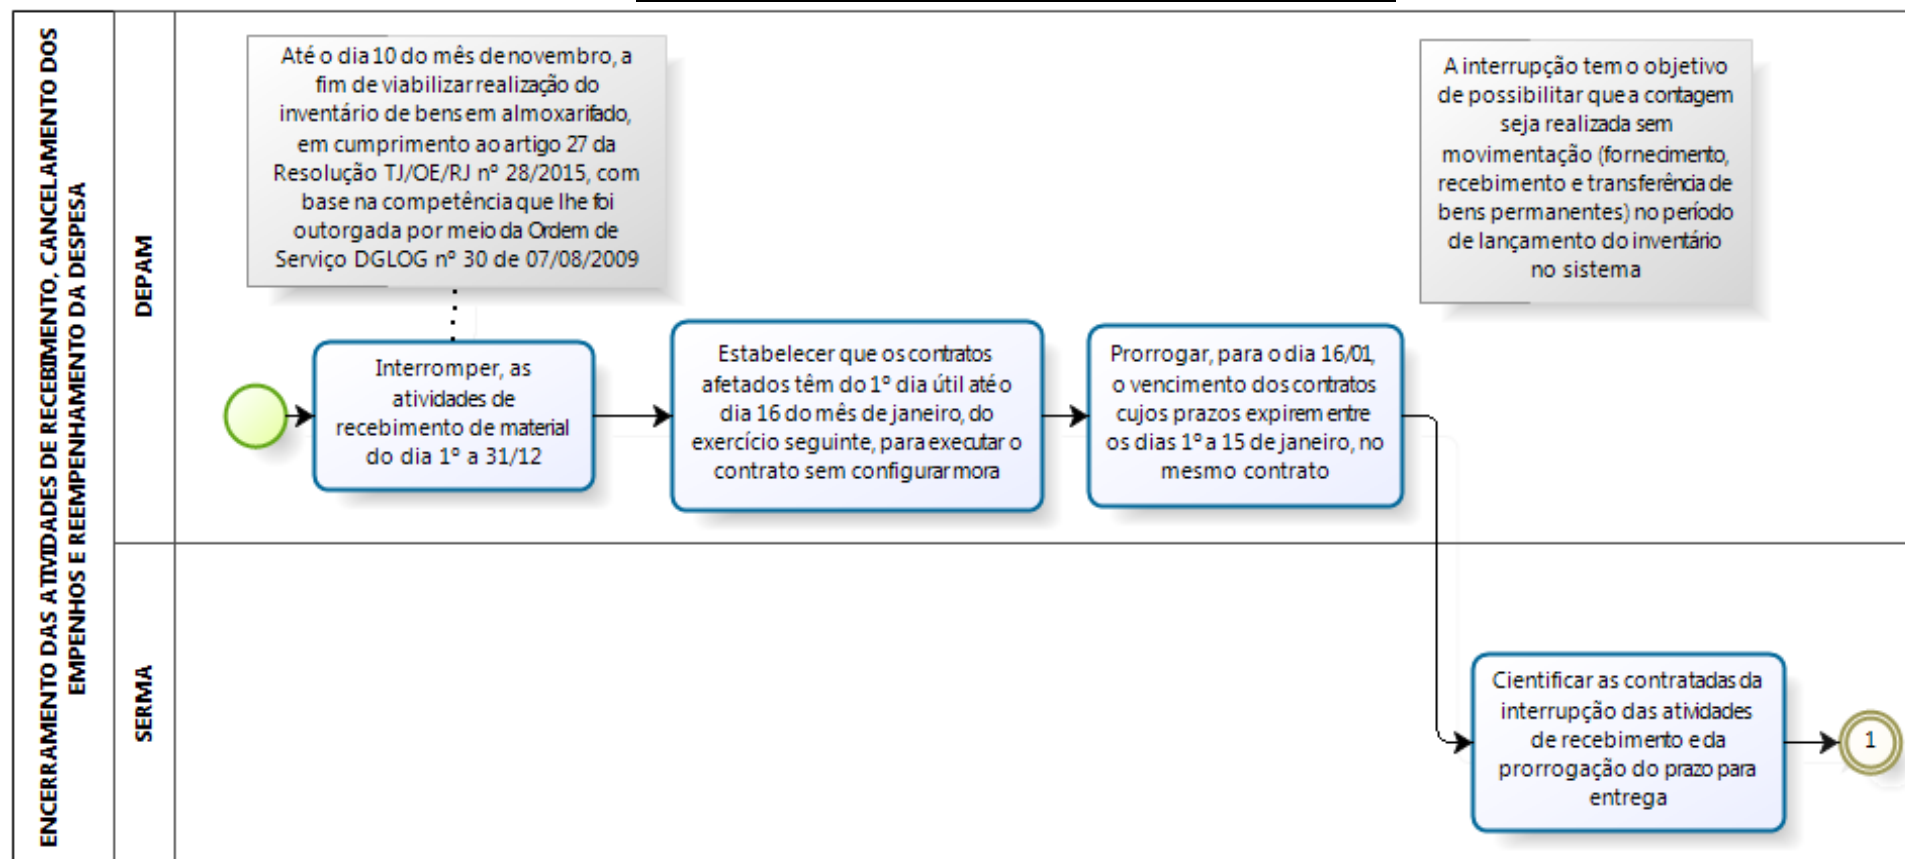 ENCERRAMENTO DAS ATIVIDADES DE RECEBIMENTO, CANCELAMENTO DOS
EMPENHOS E REEMPENHAMENTO DA DESPESA
DEPAM
Até o dia 10 do mês de novembro, a
fim de viabilizar realização do
inventário de bens em almoxarifado,
em cumprimento ao artigo 27 da
Resolução TJ/OE/RJ nº 28/2015, com
base na competência que lhe foi
outorgada por meio da Ordem de
Serviço DGLOG nº 30 de 07/08/2009
A interrupção tem o objetivo
de possibilitar que a contagem
seja realizada sem
movimentação (fornecimento,
recebimento e transferência de
bens permanentes) no período
de lançamento do inventário
no sistema
Interromper, as
atividades de
recebimento de material
do dia 1º a 31/12
Estabelecer que os contratos
afetados têm do 1º dia útil até o
dia 16 do mês de janeiro, do
exercício seguinte, para executar o
contrato sem configurar mora
Prorrogar, para o dia 16/01,
o vencimento dos contratos
cujos prazos expirem entre
os dias 1º a 15 de janeiro, no
mesmo contrato
SERMA
Cientificar as contratadas da
interrupção das atividades
de recebimento e da
prorrogação do prazo para
entrega
1